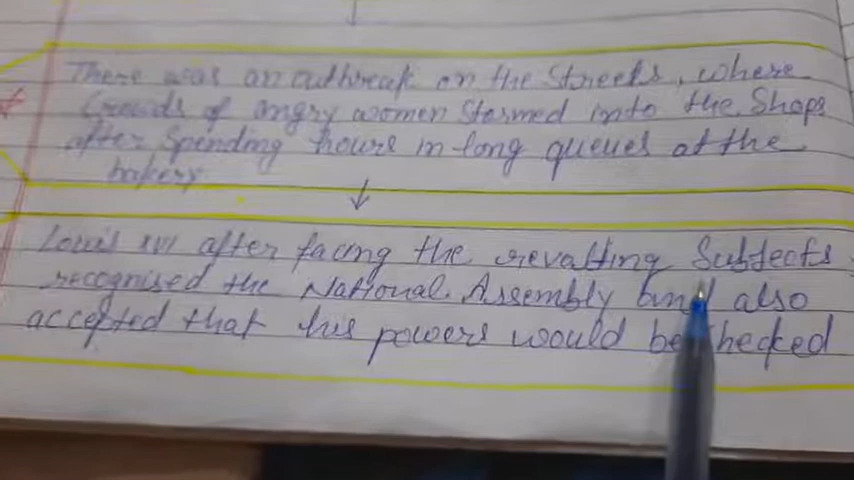 There was an outbreak on the Streets, where
Crowds of angry women Stormed into the Shops
after Spending hours in long queues at the
bakery
Louis XVI after facing the revolting Subjects
recognised the National Assembly and also
accepted that his powers would be checked